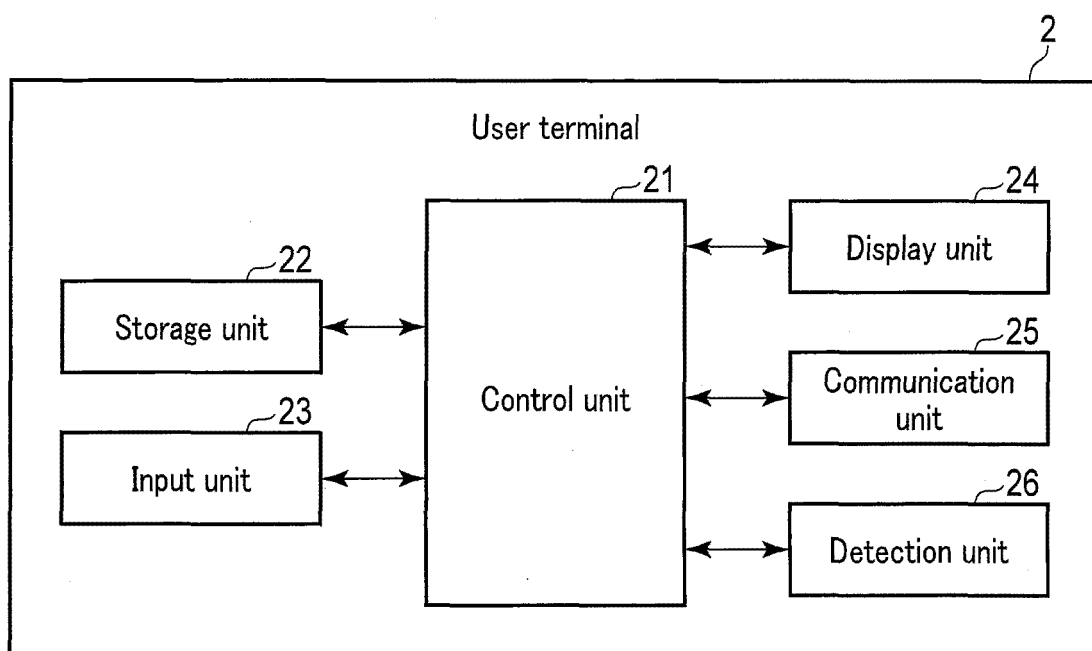 2
User terminal
21
24
Display unit
22
Storage unit
25
Communication
unit
Control unit
23
Input unit
26
Detection unit